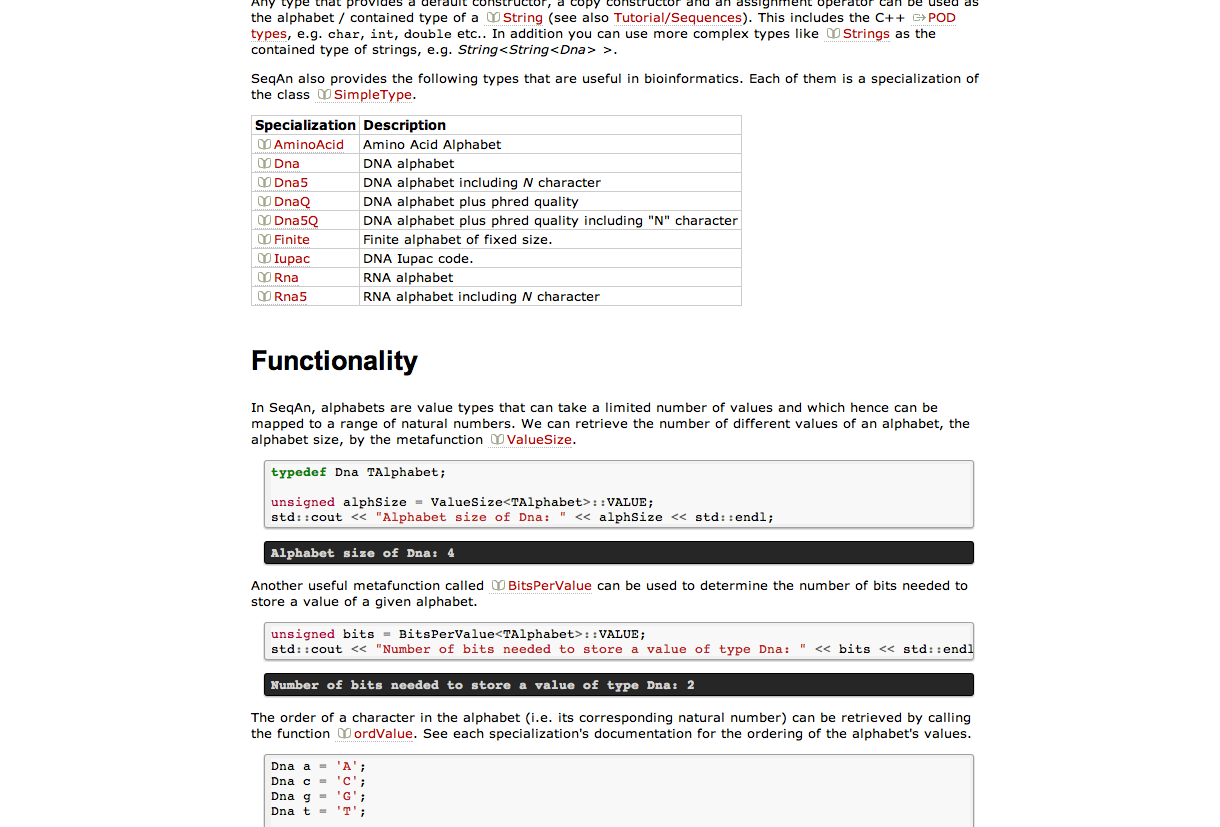 Any type that provides a default constructor, a copy constructor and an assignment operator can be used as
the alphabet / contained type of a String (see also Tutorial/Sequences). This includes the C++ POD
types, e.g. char, int, double etc.. In addition you can use more complex types like Strings as the
contained type of strings, e.g. String<String<Dna> >.
SeqAn also provides the following types that are useful in bioinformatics. Each of them is a specialization of
the class SimpleType.
Specialization Description
AminoAcid Amino Acid Alphabet
Dna DNA alphabet
Dna5 DNA alphabet including N character
DnaQ DNA alphabet plus phred quality
Dna5Q DNA alphabet plus phred quality including "N" character
Finite Finite alphabet of fixed size.
Iupac DNA Iupac code.
Rna RNA alphabet
Rna5 RNA alphabet including N character
Functionality
In SeqAn, alphabets are value types that can take a limited number of values and which hence can be
mapped to a range of natural numbers. We can retrieve the number of different values of an alphabet, the
alphabet size, by the metafunction ValueSize.
typedef Dna TAlphabet;
unsigned alphSize = ValueSize<TAlphabet>::VALUE;
std::cout << "Alphabet size of Dna: " << alphSize << std::endl;
Alphabet size of Dna: 4
Another useful metafunction called BitsPerValue can be used to determine the number of bits needed to
store a value of a given alphabet.
unsigned bits = BitsPerValue<TAlphabet>::VALUE;
std::cout << "Number of bits needed to store a value of type Dna: " << bits << std::endl
Number of bits needed to store a value of type Dna: 2
The order of a character in the alphabet (i.e. its corresponding natural number) can be retrieved by calling
the function ordValue. See each specialization's documentation for the ordering of the alphabet's values.
Dna a = 'A';
Dna c = 'C';
Dna g = 'G';
Dna t = 'T';